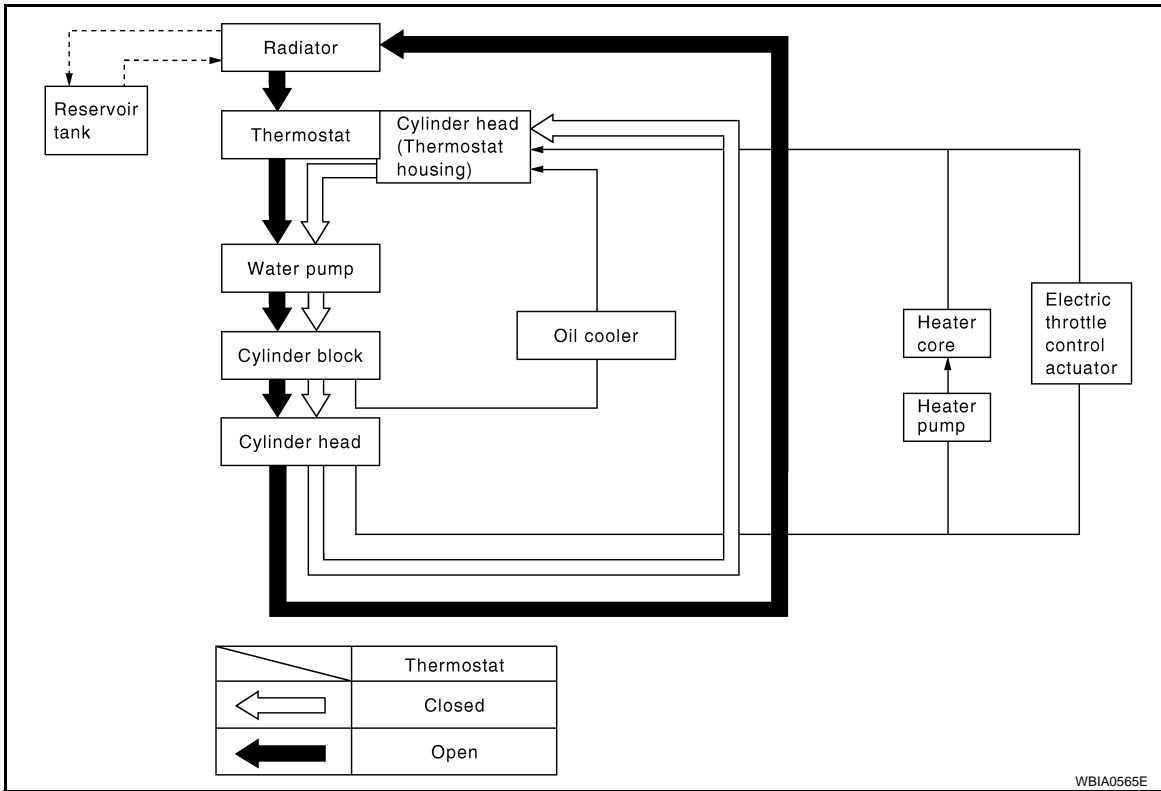 Radiator
Reservoir
tank
Thermostat
Cylinder head
(Thermostat
housing)
Water pump
Cylinder block
Cylinder head
Oil cooler
Heater
core
Heater
pump
Electric
throttle
control
actuator
Thermostat
Closed
Open
WBIA0565E